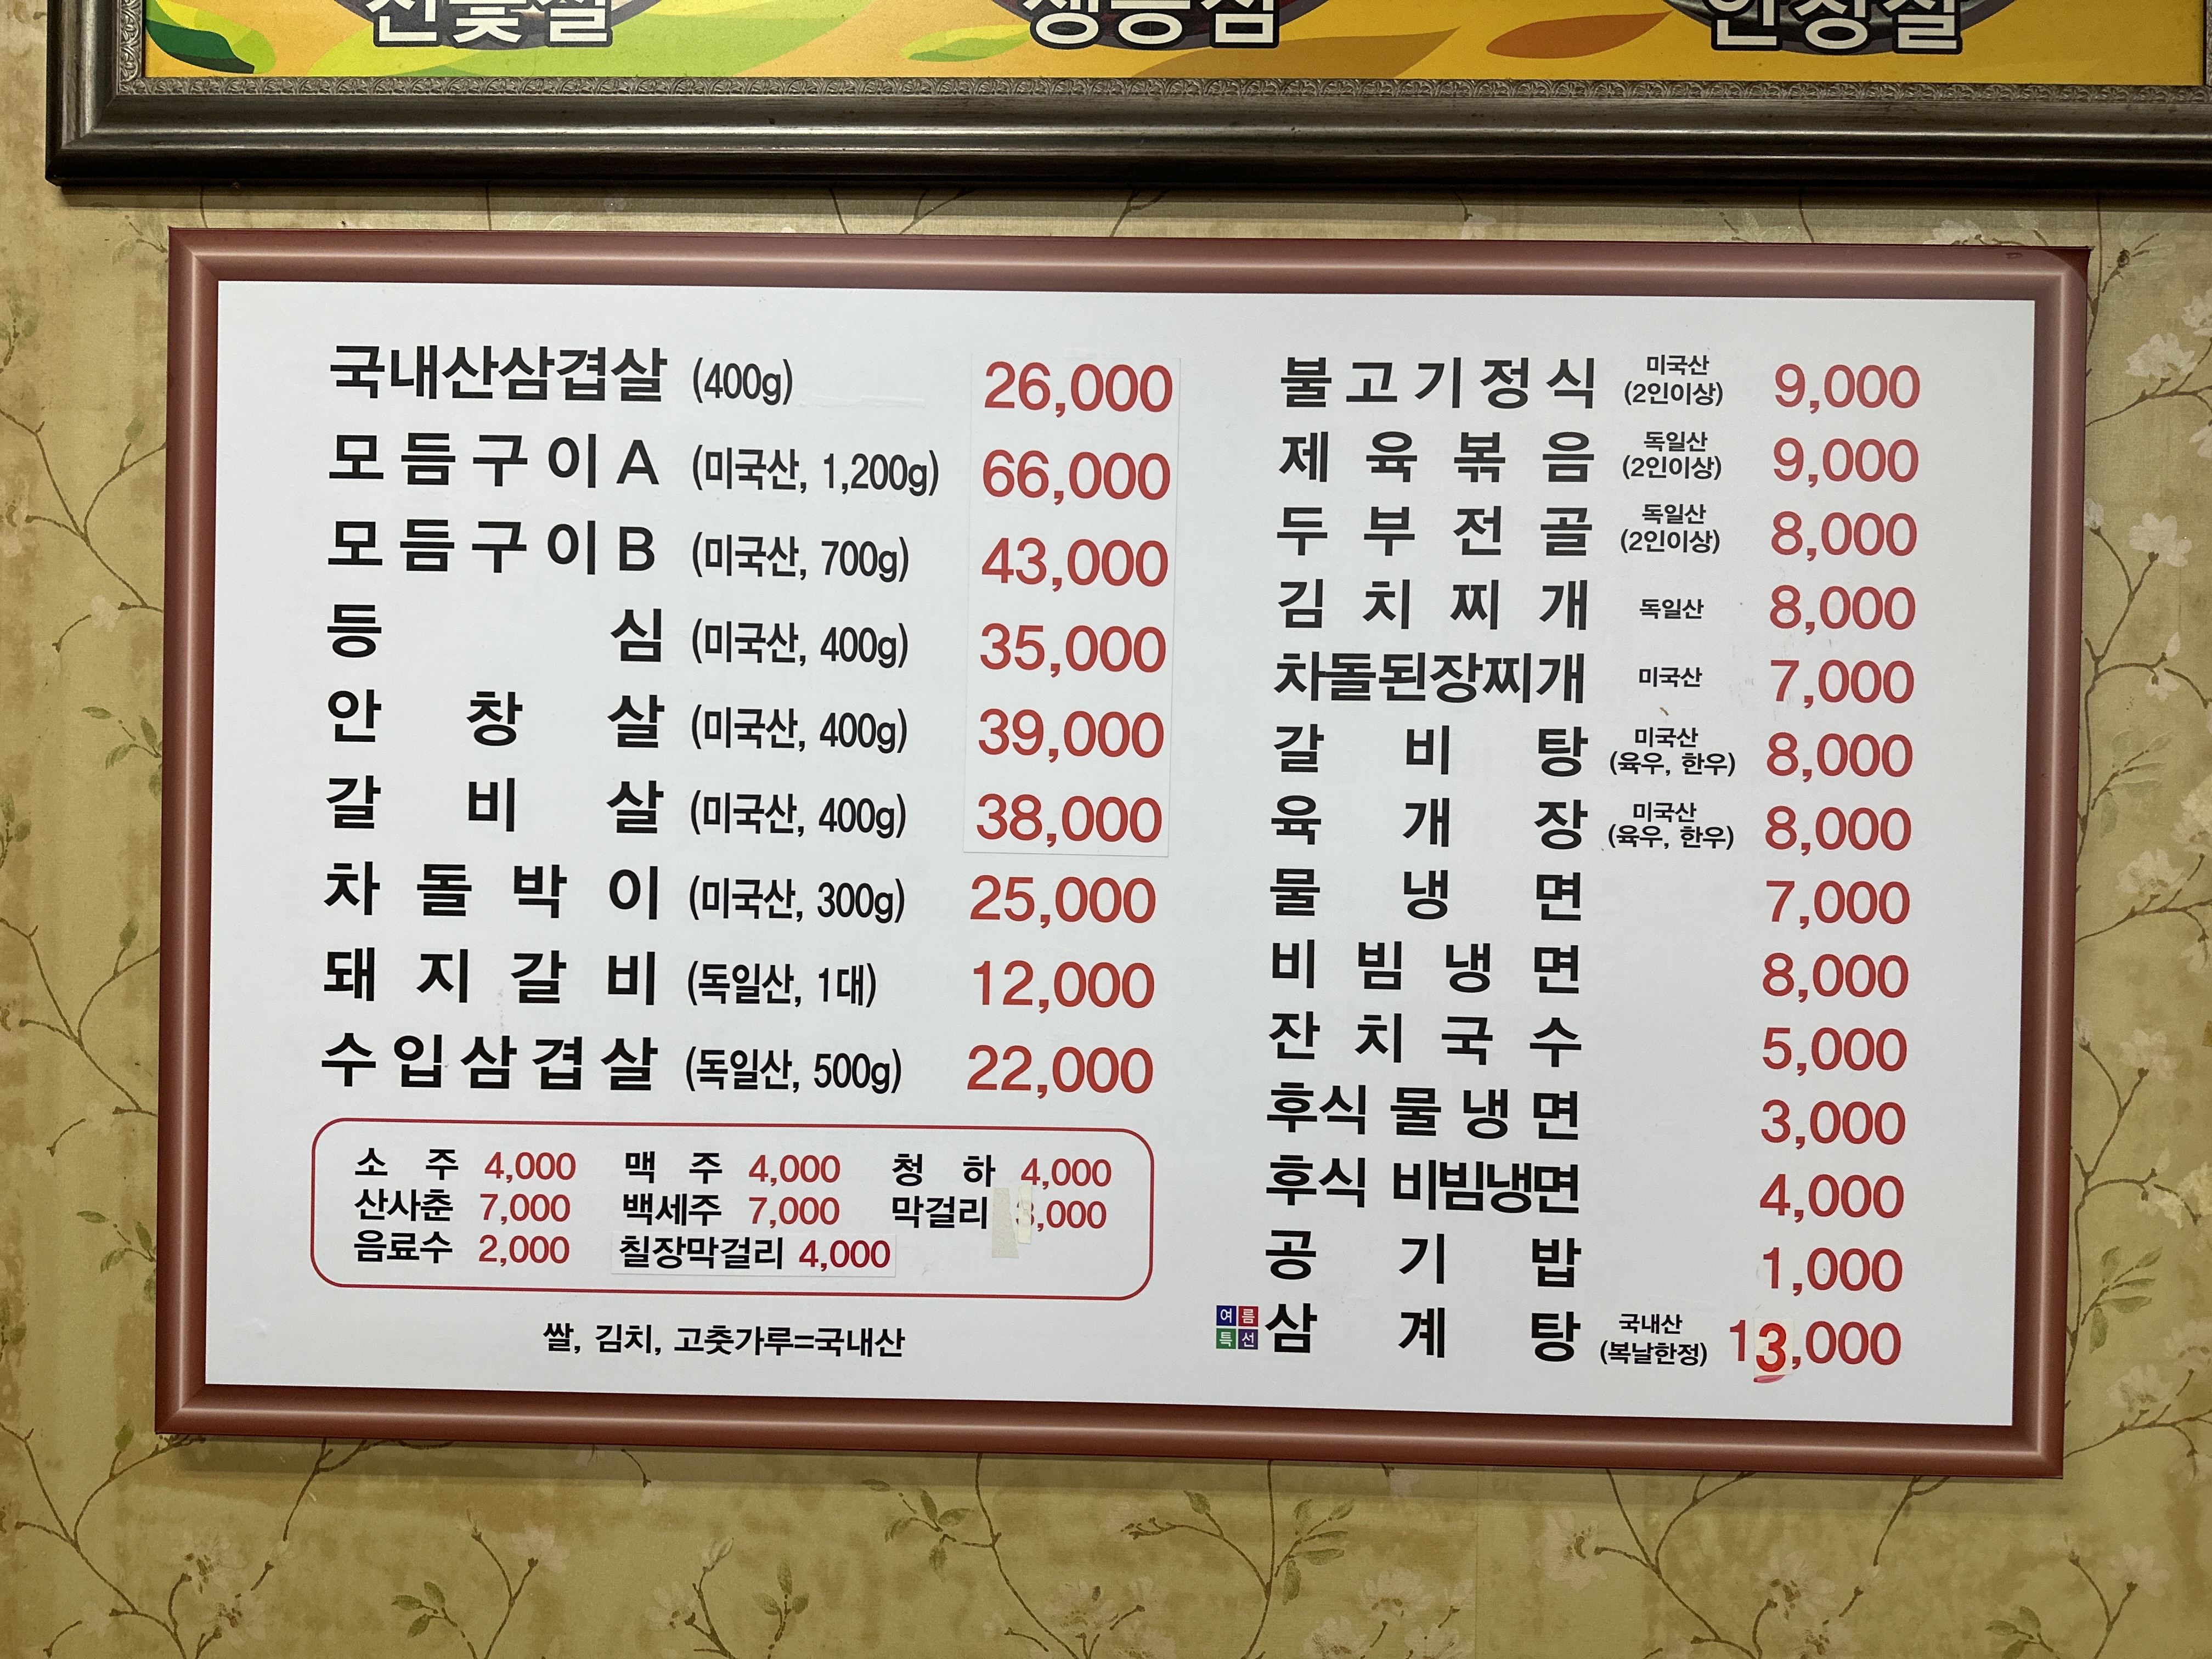 생등심
안창살
국내산삼겹살 (400g) 26,000
모듬구이A (미국산, 1,200g) 66,000
모듬구이B (미국산, 700g) 43,000
등심 (미국산, 400g) 35,000
안창살 (미국산, 400g) 39,000
갈비살 (미국산, 400g) 38,000
차돌박이 (미국산, 300g) 25,000
돼지갈비 (독일산, 1대) 12,000
수입삼겹살 (독일산, 500g) 22,000
소주 4,000 맥주 4,000 청하 4,000
산사춘 7,000 백세주 7,000 막걸리 3,000
음료수 2,000 칠장막걸리 4,000
쌀, 김치, 고춧가루=국내산
불고기정식 미국산 (2인이상) 9,000
제육볶음 독일산 (2인이상) 9,000
두부전골 독일산 (2인이상) 8,000
김치찌개 독일산 8,000
차돌된장찌개 미국산 7,000
갈비탕 미국산 (육우, 한우) 8,000
육개장 미국산 (육우, 한우) 8,000
물냉면 7,000
비빔냉면 8,000
잔치국수 5,000
후식 물냉면 3,000
후식 비빔냉면 4,000
공기밥 1,000
여름특선 삼계탕 국내산 (복날한정) 13,000